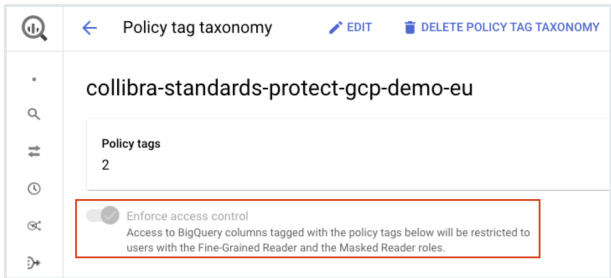 Policy tag taxonomy
EDIT
DELETE POLICY TAG TAXONOMY
collibra-standards-protect-gcp-demo-eu
Policy tags
2
Enforce access control
Access to BigQuery columns tagged with the policy tags below will be restricted to
users with the Fine-Grained Reader and the Masked Reader roles.